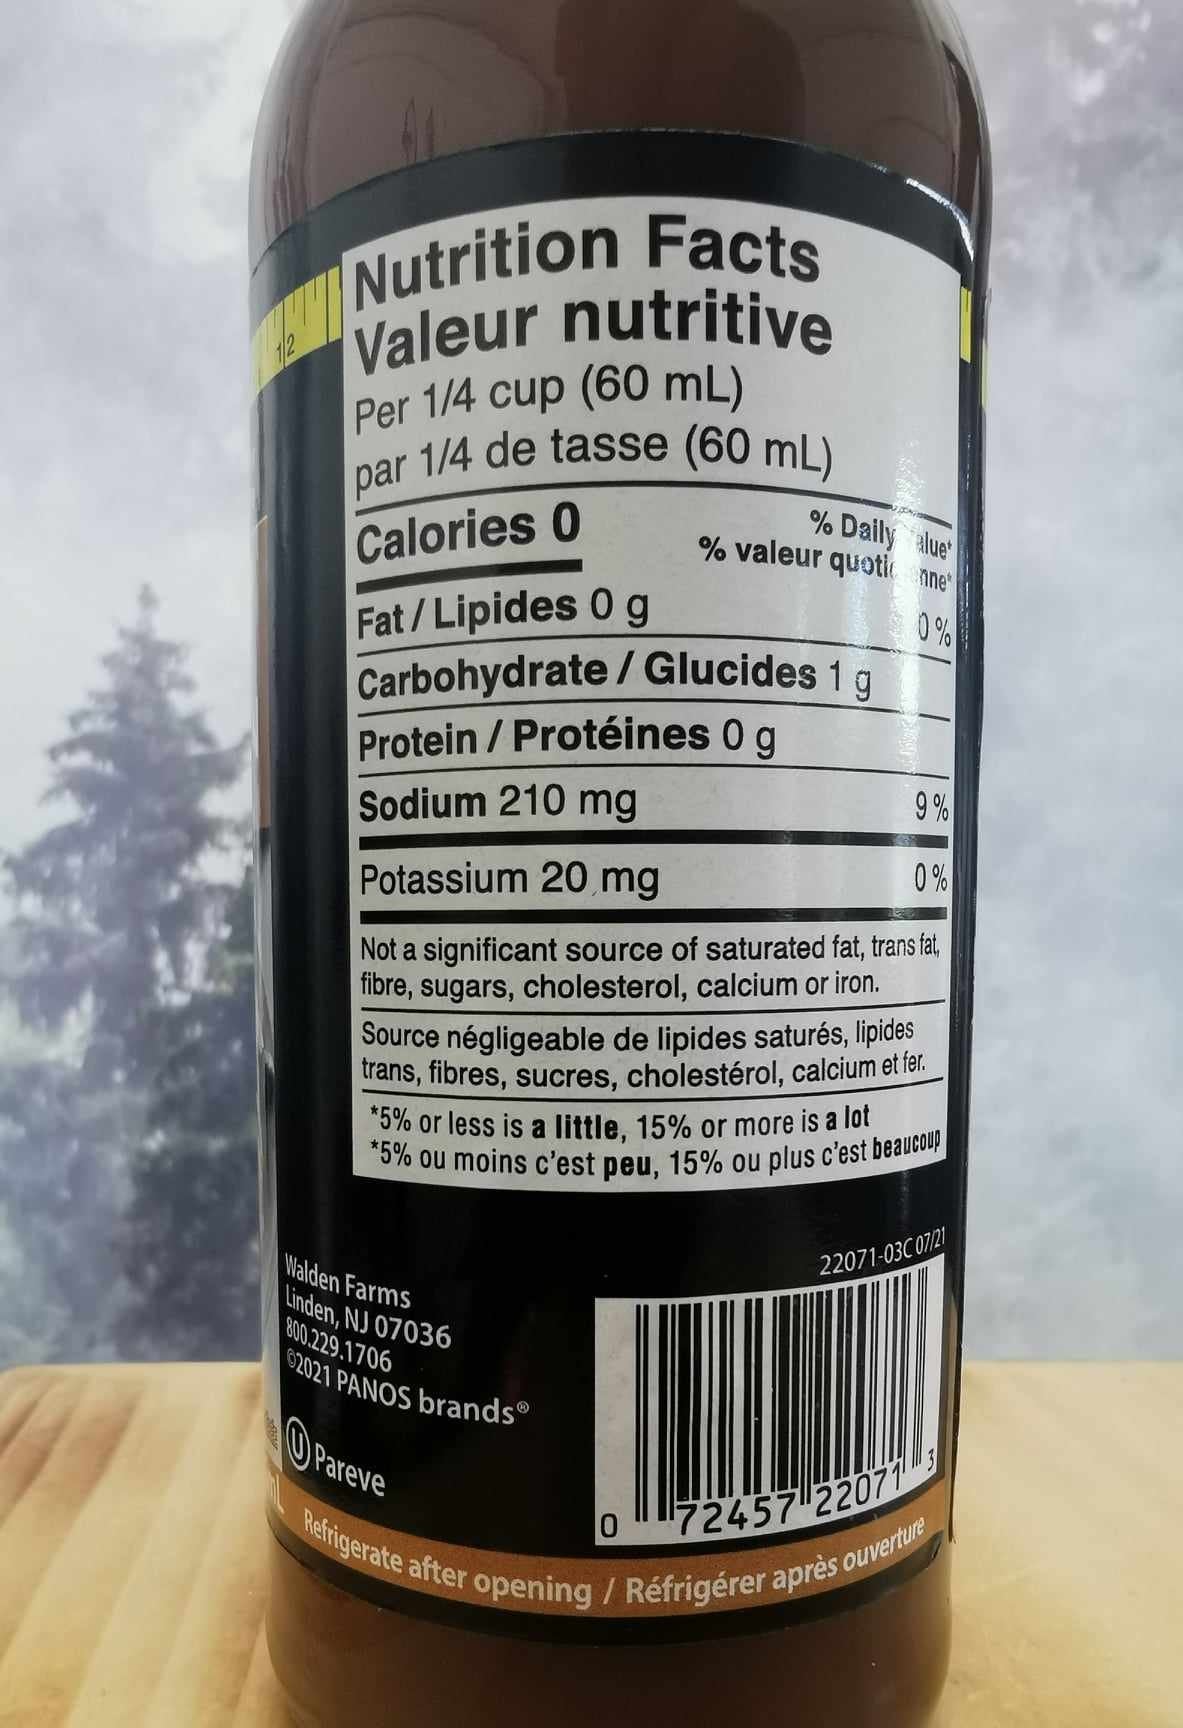 12
Nutrition Facts
Valeur nutritive
Per 1/4 cup (60 mL)
par 1/4 de tasse (60 mL)
Calories 0
% Daily
% valeur
Fat / Lipides 0 g 0 %
Carbohydrate / Glucides 1 g
Protein / Protéines 0 g
Sodium 210 mg 9 %
Potassium 20 mg 0 %
Not a significant source of saturated fat, trans fat,
fibre, sugars, cholesterol, calcium or iron.
Source négligeable de lipides saturés, lipides
trans, fibres, sucres, cholestérol, calcium et fer.
*5% or less is a little, 15% or more is a lot
*5% ou moins c'est peu, 15% ou plus c'est beaucoup
22071-03C 07/21
Walden Farms
Linden, NJ 07036
800.229.1706
©2021 PANOS brands®
U Pareve
0 72457 22071 3
Refrigerate after opening / Réfrigérer après ouverture